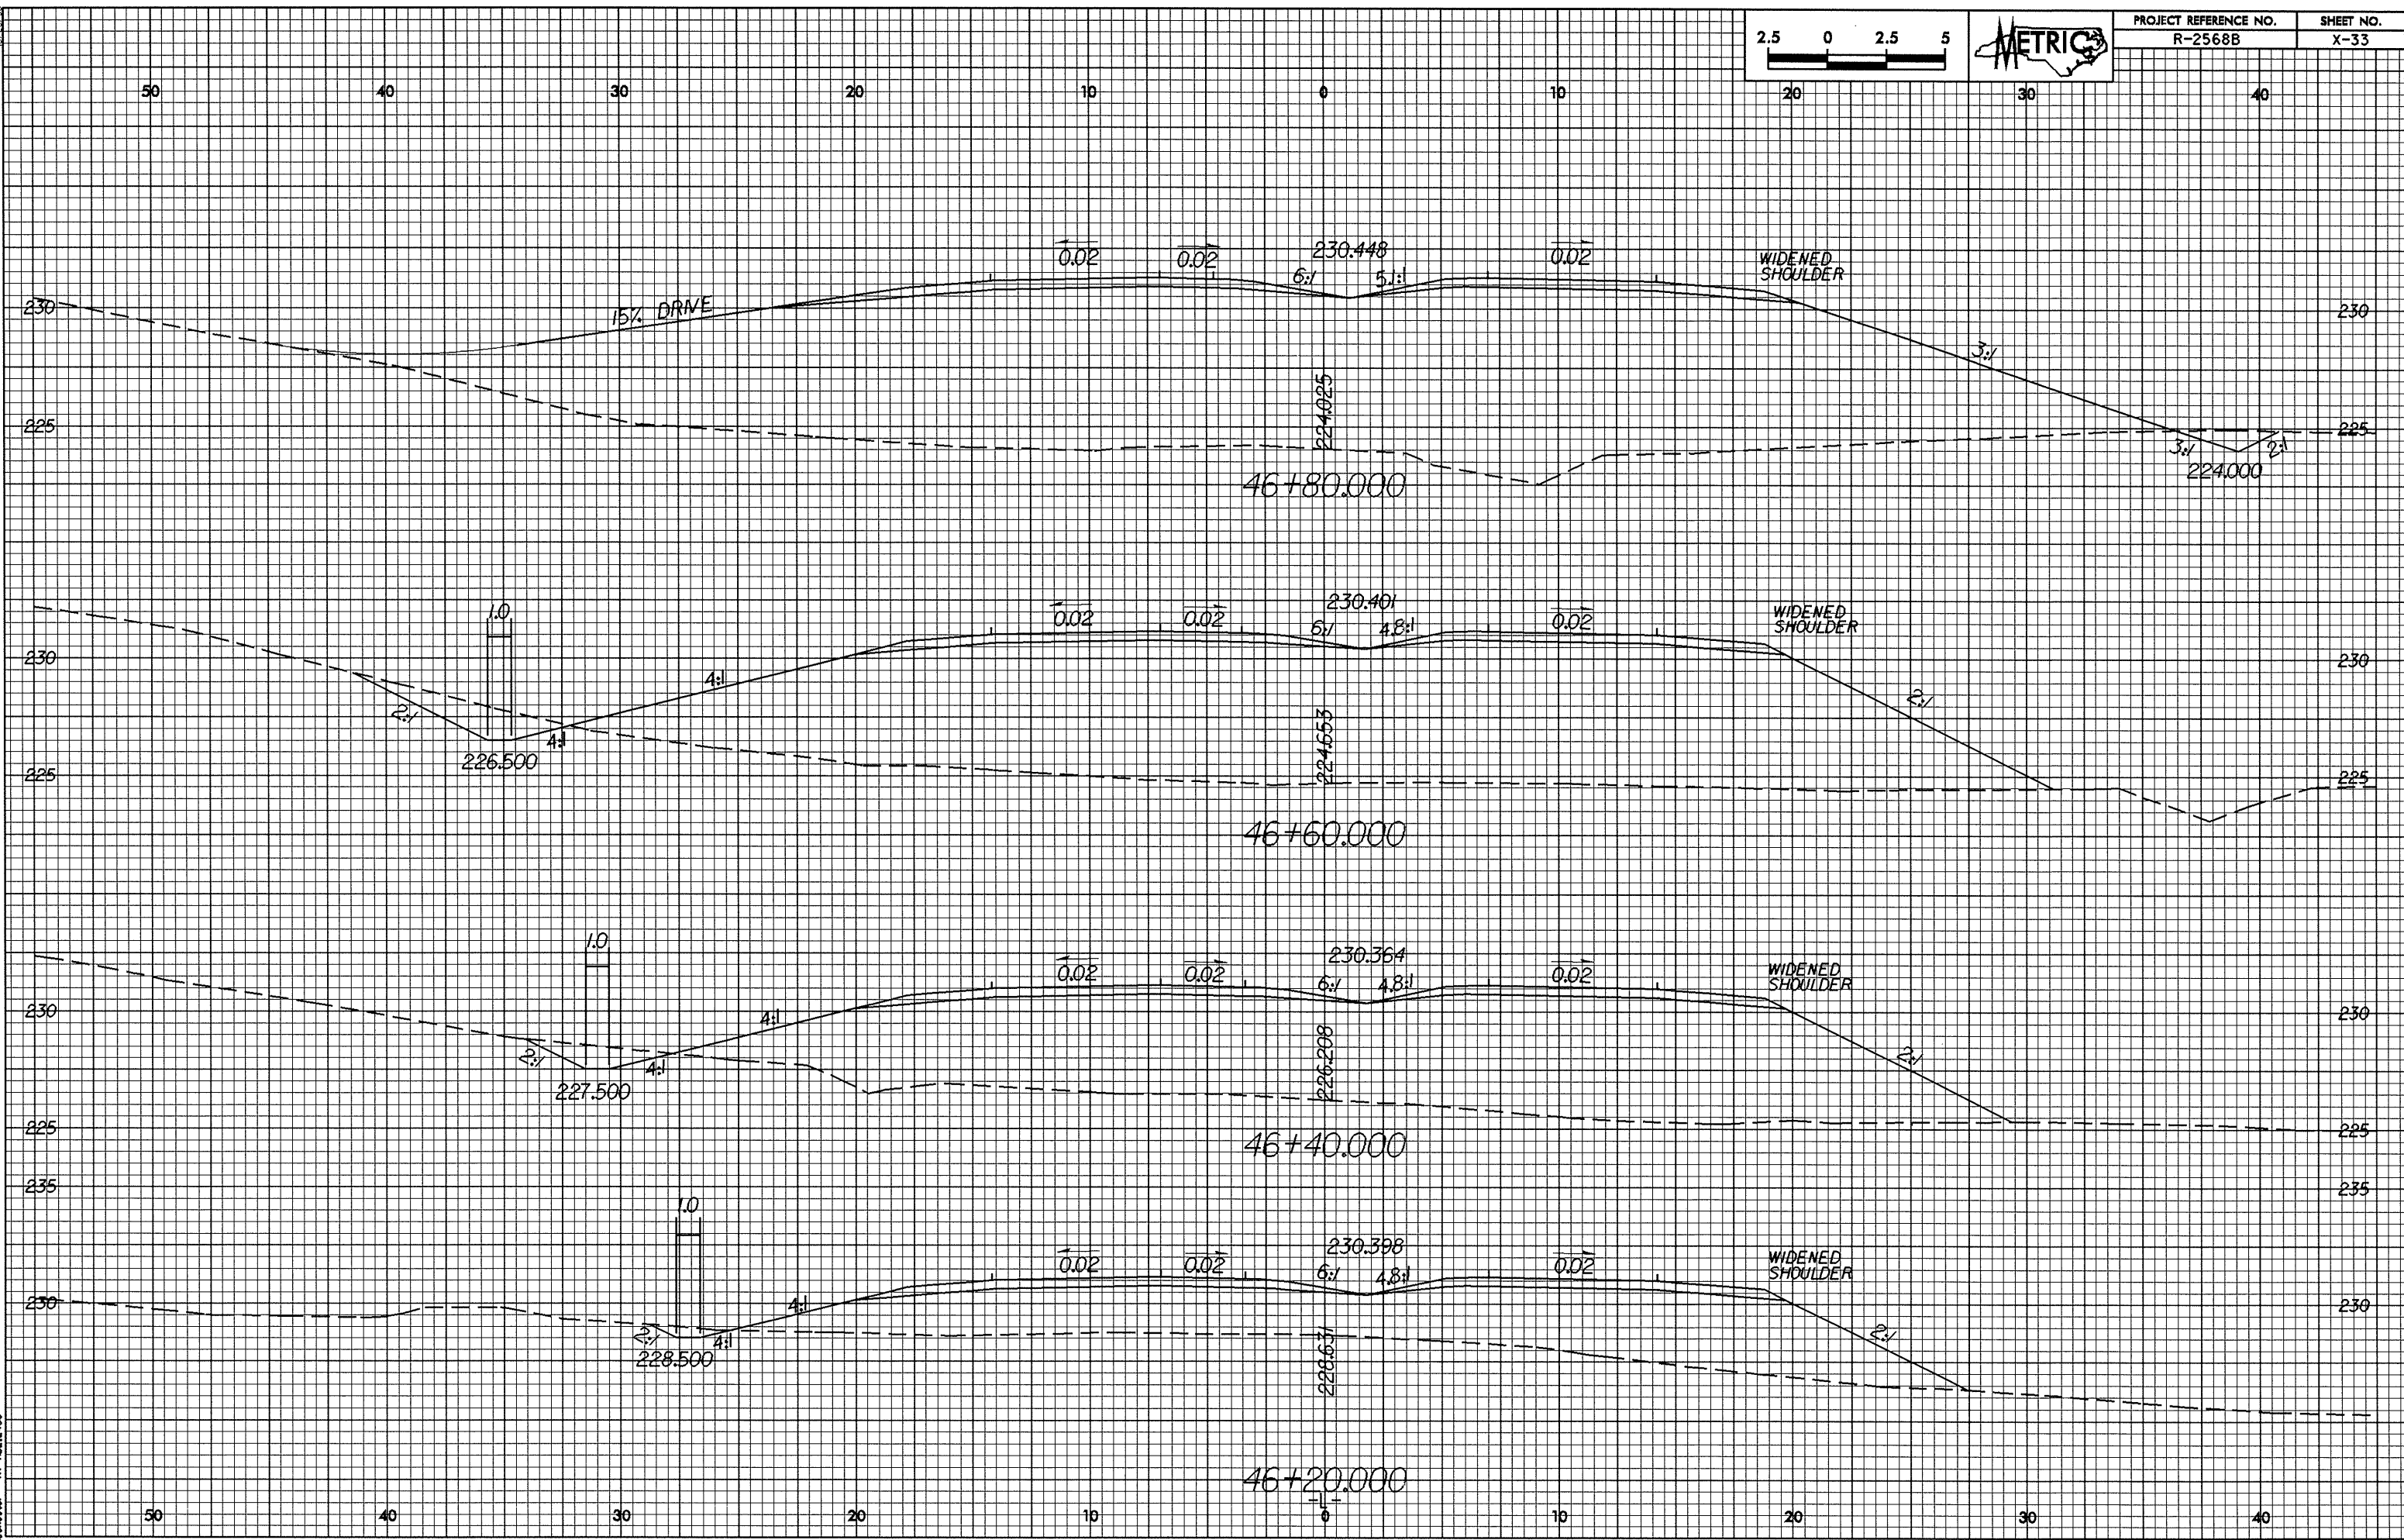 PROJECT REFERENCE NO. SHEET NO.
2.5 0 2.5 5 METRIC R-2568B X-33
50 40 30 20 10 0 10 20 30 40
0.02 0.02 230.448 0.02 WIDENED
SHOULDER
6:1 5.1:1
230 15% DRIVE 230
3:1
224.025
225 225
3:1 2:1
224.000
46+80.000
1.0 0.02 0.02 230.401 0.02 WIDENED
SHOULDER
6:1 4.8:1
230 230
4:1 2:1
2:1 4:1
224.653
226.500
225 225
46+60.000
1.0
0.02 0.02 230.364 0.02 WIDENED
SHOULDER
6:1 4.8:1
230 4:1 230
2:1 4:1 2:1
226.208
227.500
225 225
46+40.000
235 235
1.0
0.02 0.02 230.398 0.02 WIDENED
SHOULDER
6:1 4.8:1
230 4:1 230
2:1 4:1 2:1
228.500
228.631
46+20.000
-L-
50 40 30 20 10 0 10 20 30 40